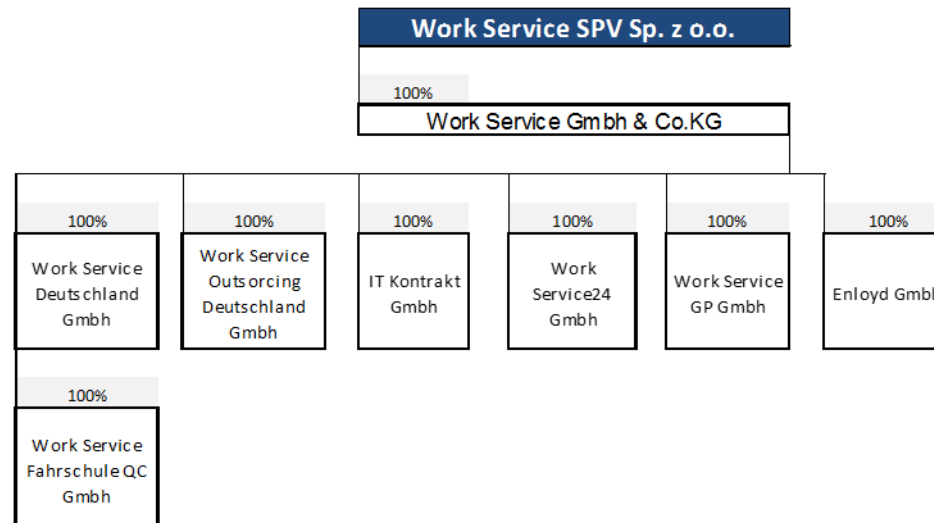 Work Service SPV Sp. z o.o.
100%
Work Service Gmbh & Co.KG
100%
100%
100%
100%
100%
100%
Work Service
Deutschland
Gmbh
Work Service
Outsorcing
Deutschland
Gmbh
IT Kontrakt
Gmbh
Work
Service24
Gmbh
Work Service
GP Gmbh
Enloyd Gmbh
100%
Work Service
Fahrschule QC
Gmbh